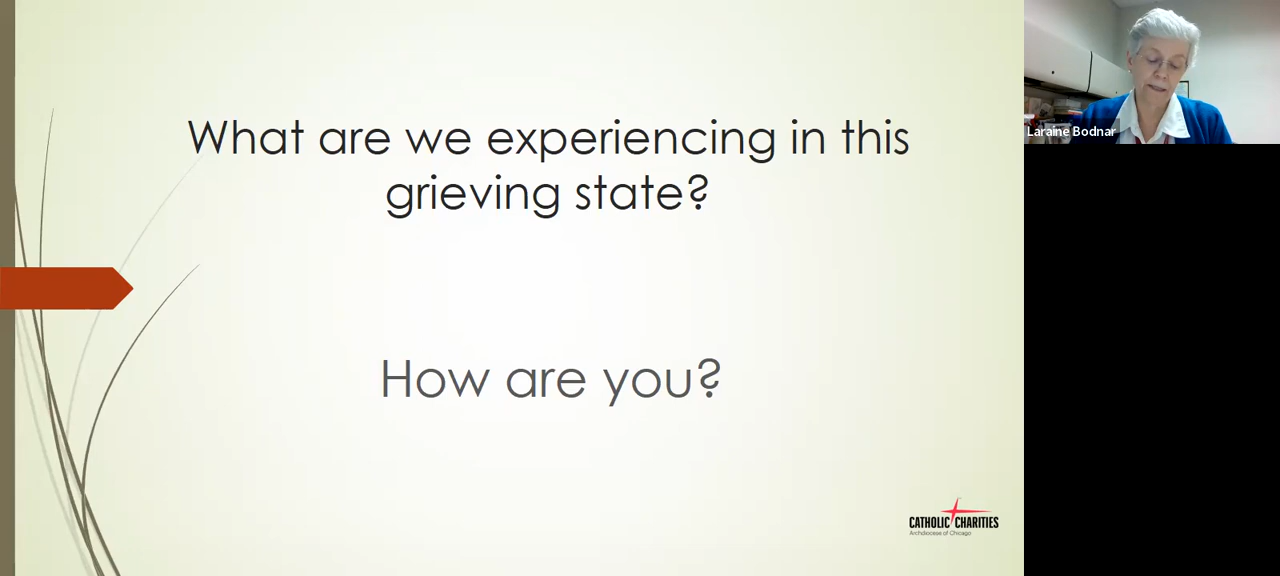 What are we experiencing in this
grieving state?
How are you?
CATHOLIC CHARITIES
Archdiocese of Chicago
Laraine Bodnar